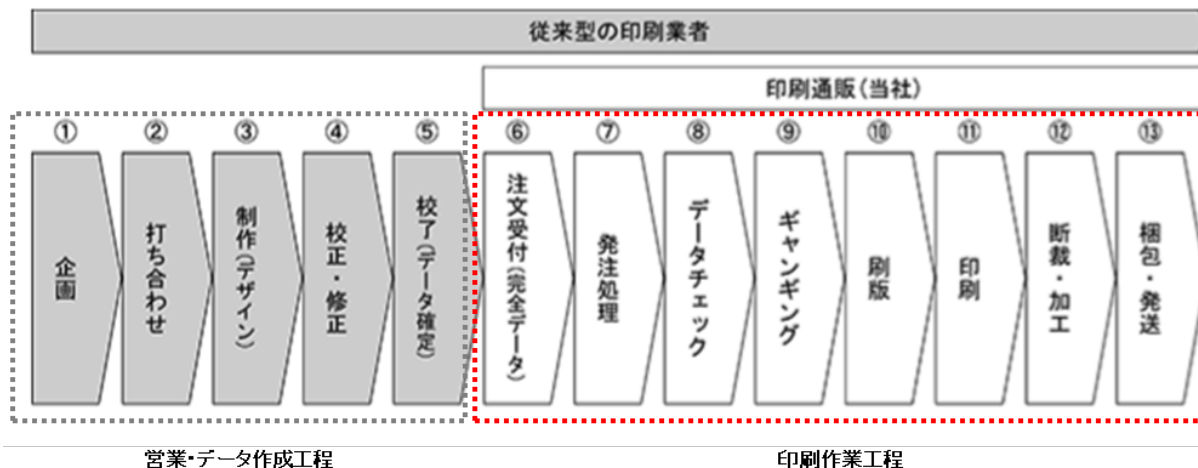 従来型の印刷業者
印刷通販(当社)
①
②
③
④
⑤
⑥
⑦
⑧
⑨
⑩
⑪
⑫
⑬
企画
打ち合わせ
制作(デザイン)
校正・修正
校了(データ確定)
注文受付(完全データ)
発注処理
データチェック
ギャンギング
刷版
印刷
断裁・加工
梱包・発送
営業・データ作成工程
印刷作業工程